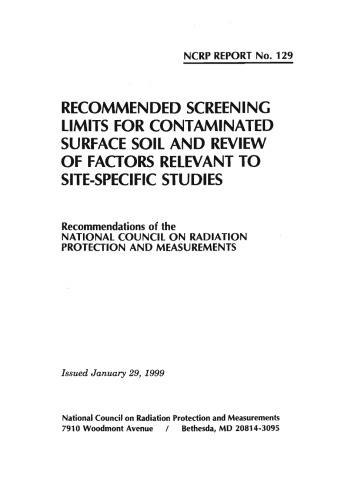 NCRP REPORT No. 129
RECOMMENDED SCREENING
LIMITS FOR CONTAMINATED
SURFACE SOIL AND REVIEW
OF FACTORS RELEVANT TO
SITE-SPECIFIC STUDIES
Recommendations of the
NATIONAL COUNCIL ON RADIATION
PROTECTION AND MEASUREMENTS
Issued January 29, 1999
National Council on Radiation Protection and Measurements
7910 Woodmont Avenue / Bethesda, MD 20814-3095